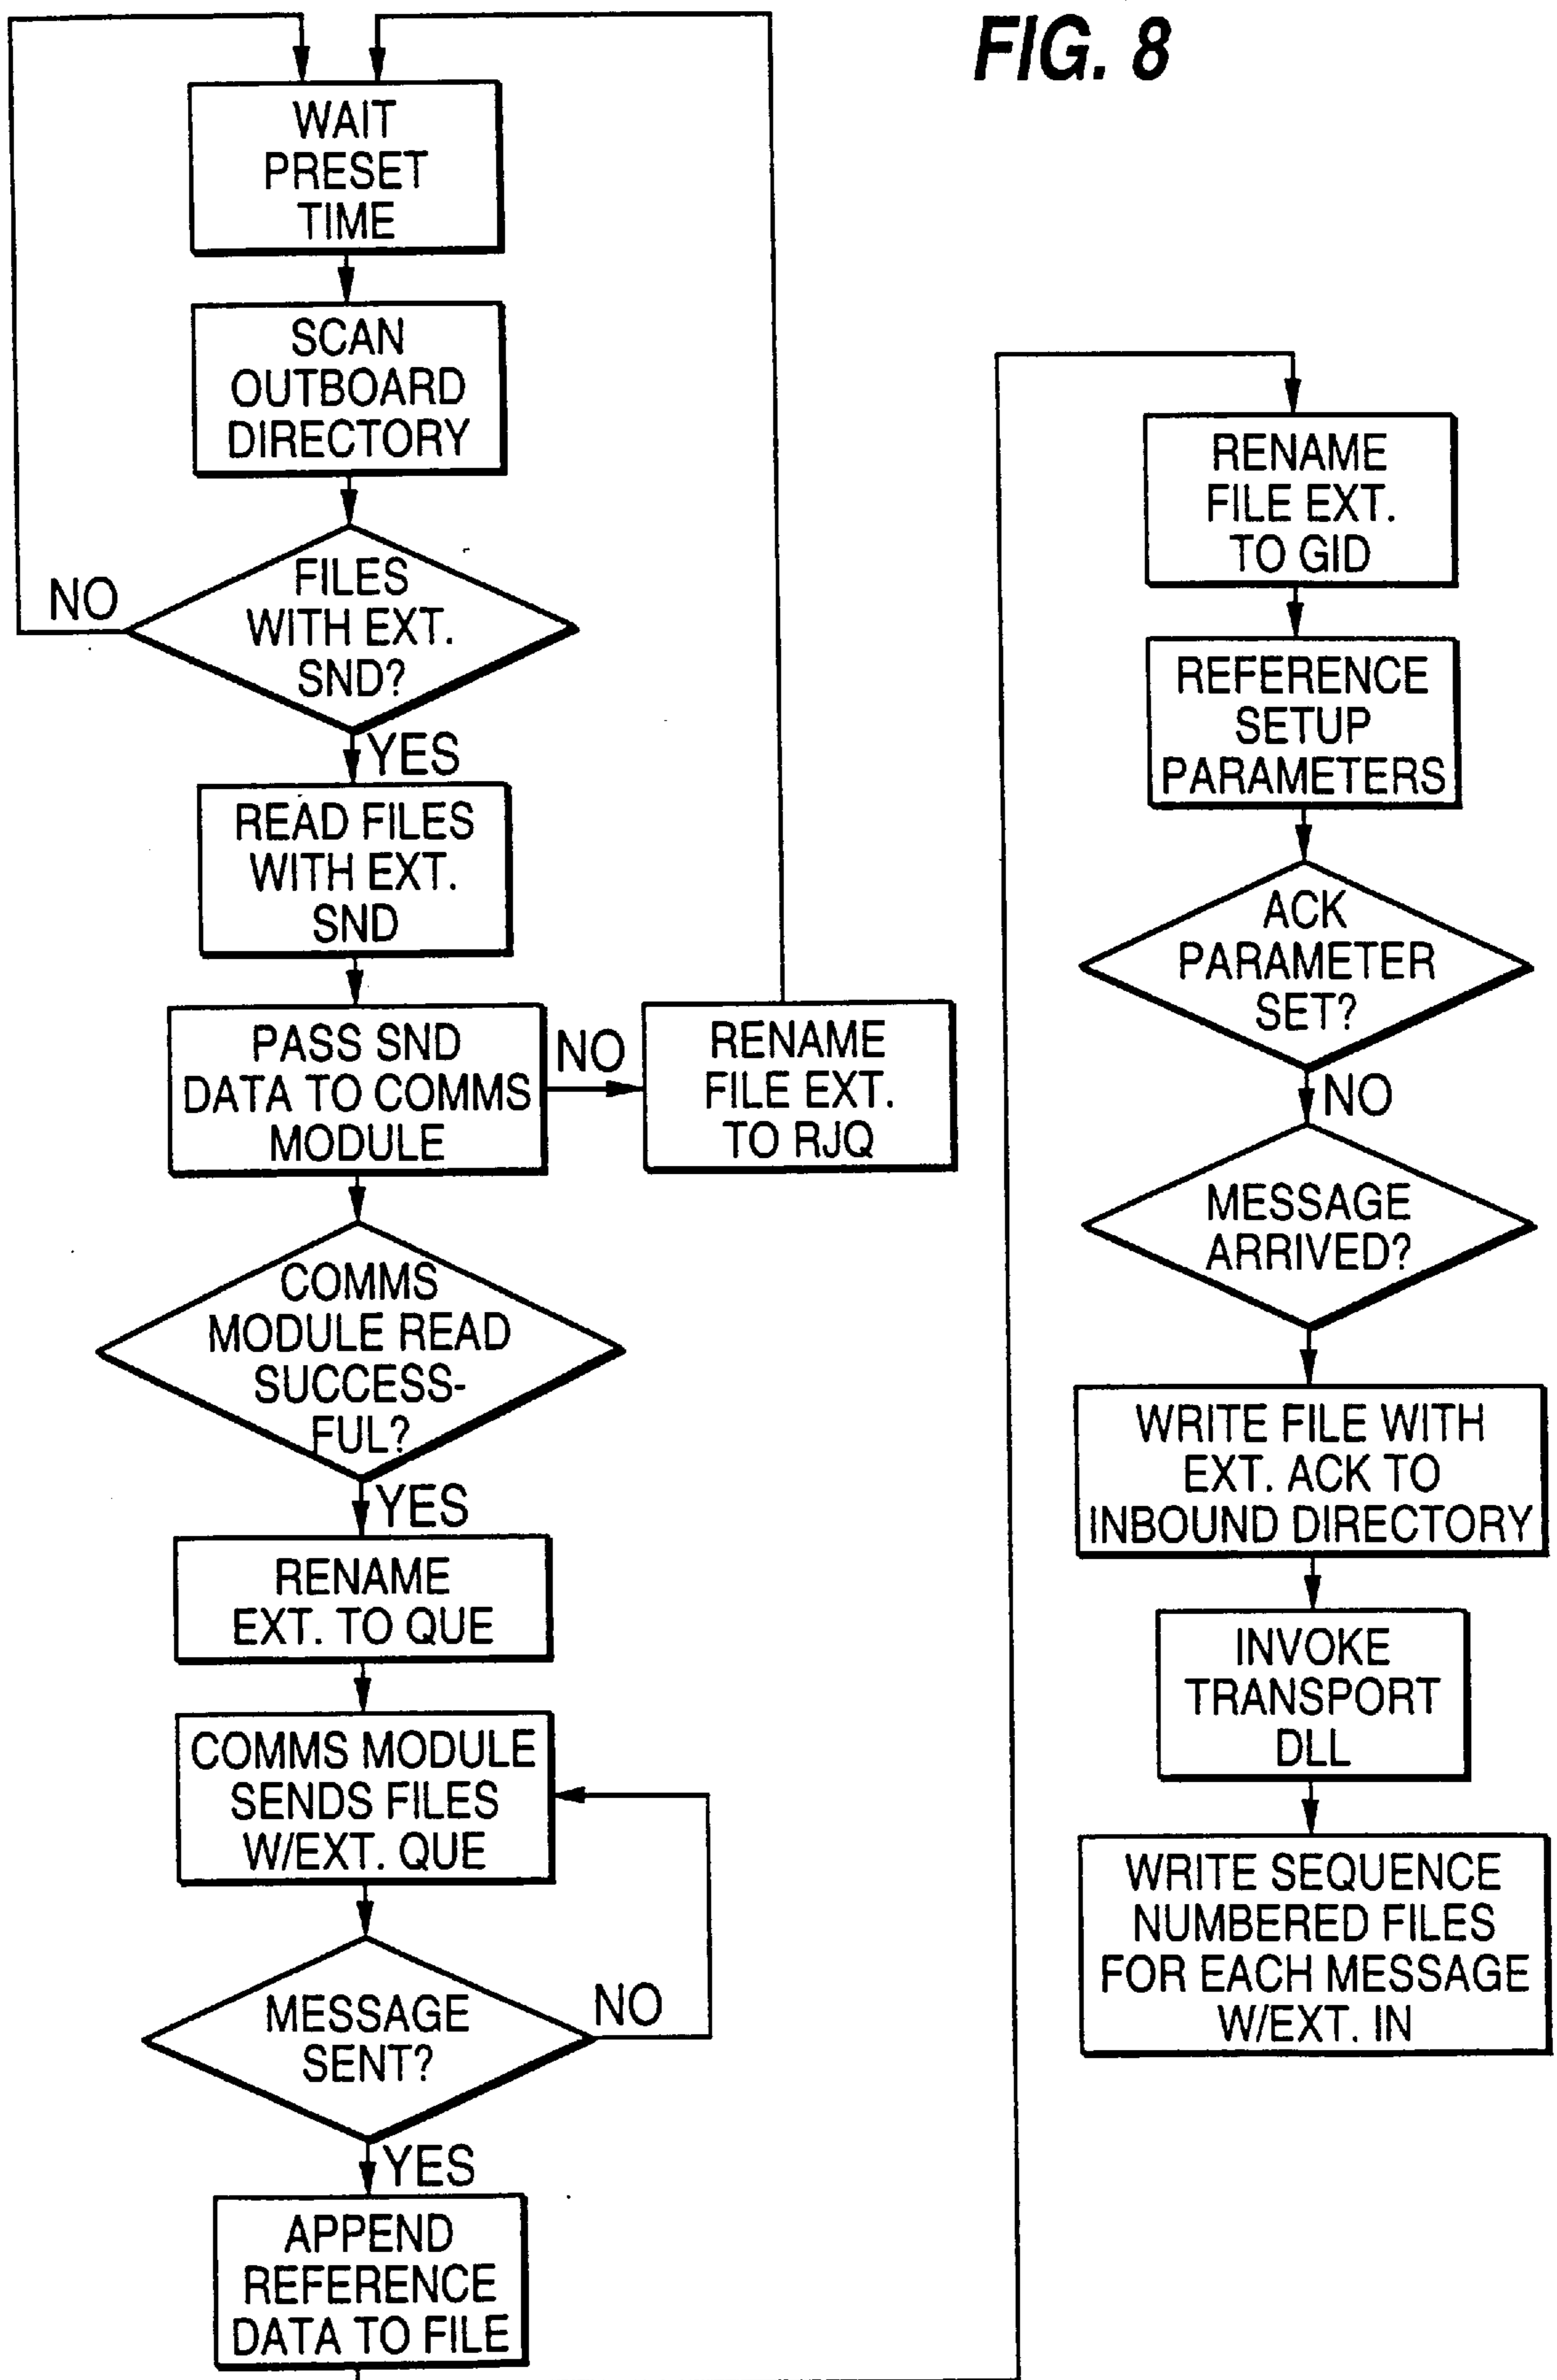 FIG. 8
WAIT
PRESET
TIME
SCAN
OUTBOARD
DIRECTORY
FILES
WITH EXT.
SND?
NO
YES
READ FILES
WITH EXT.
SND
PASS SND
DATA TO COMMS
MODULE
NO
RENAME
FILE EXT.
TO RJQ
COMMS
MODULE READ
SUCCESS-
FUL?
YES
RENAME
EXT. TO QUE
COMMS MODULE
SENDS FILES
W/EXT. QUE
MESSAGE
SENT?
NO
YES
APPEND
REFERENCE
DATA TO FILE
RENAME
FILE EXT.
TO GID
REFERENCE
SETUP
PARAMETERS
ACK
PARAMETER
SET?
NO
MESSAGE
ARRIVED?
WRITE FILE WITH
EXT. ACK TO
INBOUND DIRECTORY
INVOKE
TRANSPORT
DLL
WRITE SEQUENCE
NUMBERED FILES
FOR EACH MESSAGE
W/EXT. IN